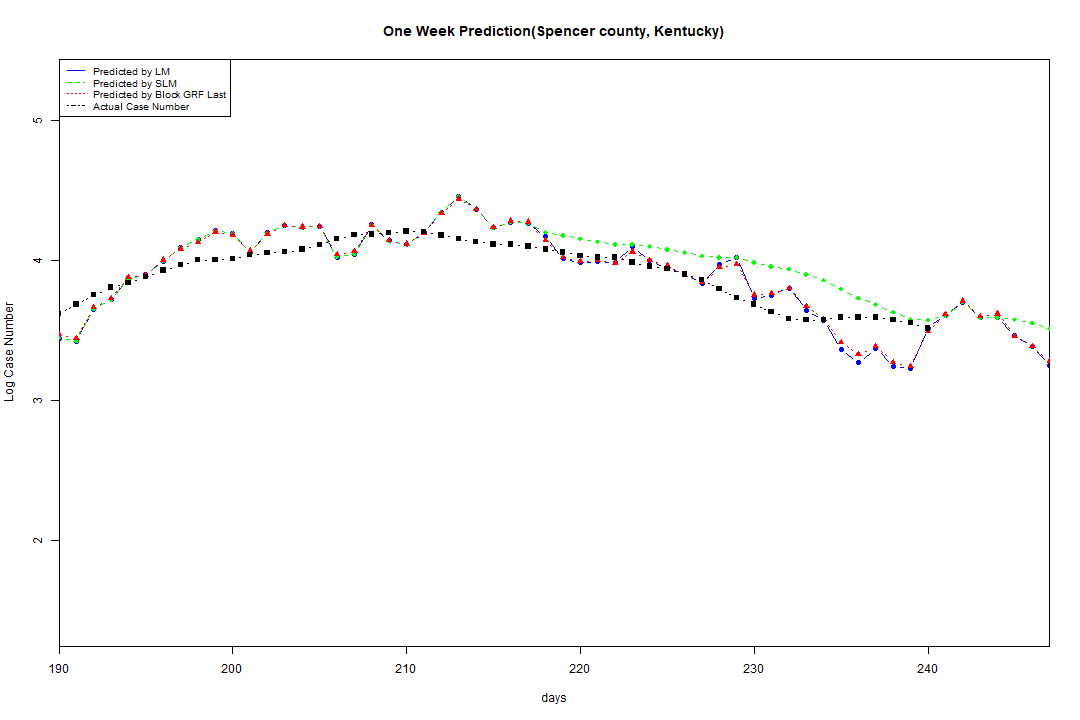 One Week Prediction(Spencer county, Kentucky)
Predicted by LM
Predicted by SLM
Predicted by Block GRF Last
Actual Case Number
5
4
3
2
Log Case Number
190 200 210 220 230 240
days